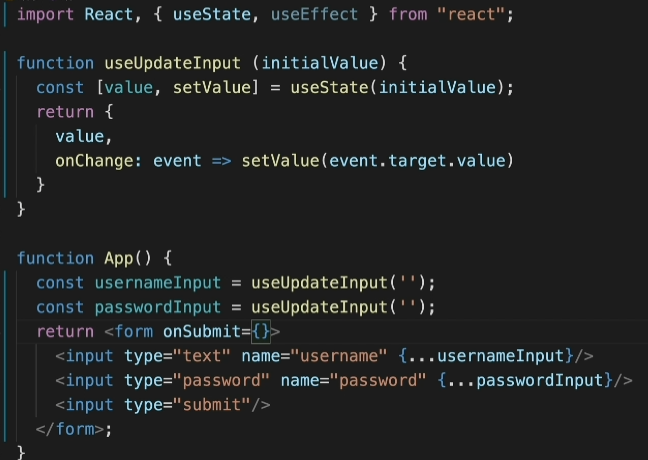 import React, { useState, useEffect } from "react";
function useUpdateInput (initialValue) {
const [value, setValue] = useState(initialValue);
return {
value,
onChange: event => setValue(event.target.value)
}
}
function App() {
const usernameInput = useUpdateInput('');
const passwordInput = useUpdateInput('');
return <form onSubmit={}>
<input type="text" name="username" {...usernameInput}/>
<input type="password" name="password" {...passwordInput}/>
<input type="submit"/>
</form>;
}